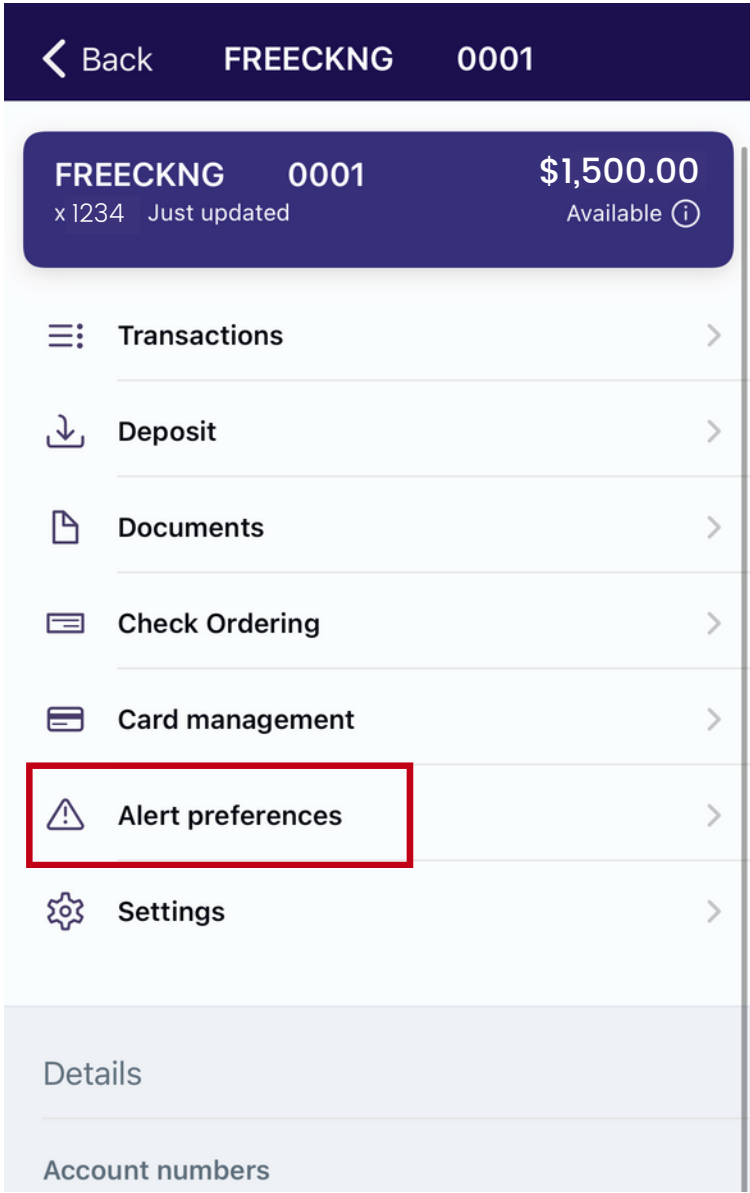 Back FREECKNG 0001
FREECKNG 0001 $1,500.00
x 1234 Just updated Available
Transactions
Deposit
Documents
Check Ordering
Card management
Alert preferences
Settings
Details
Account numbers